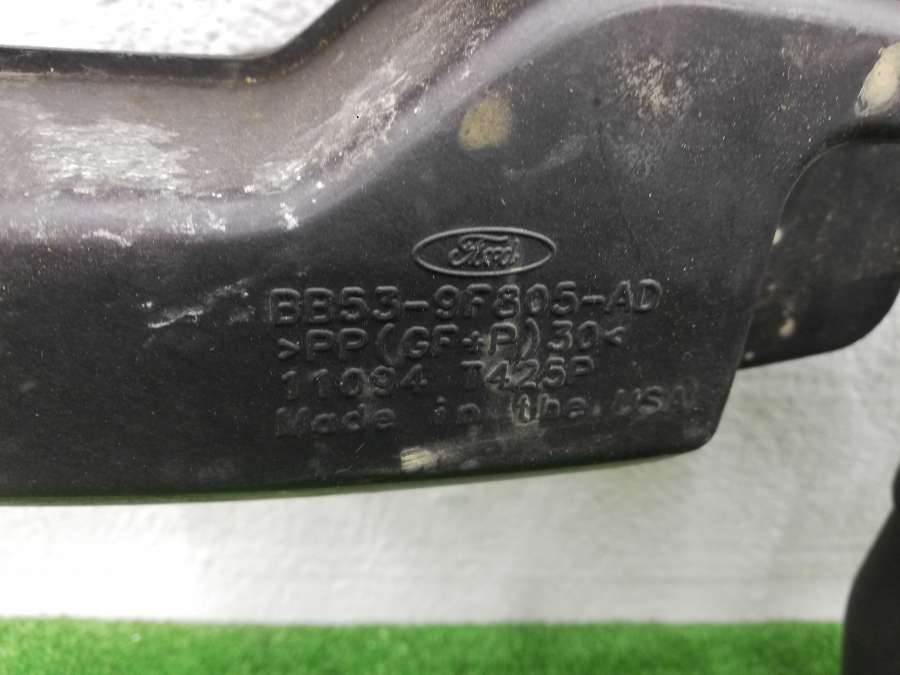 Ford
BB53-9F805-AD
>PP(GF+P)30<
11094 T425P
Made in the USA